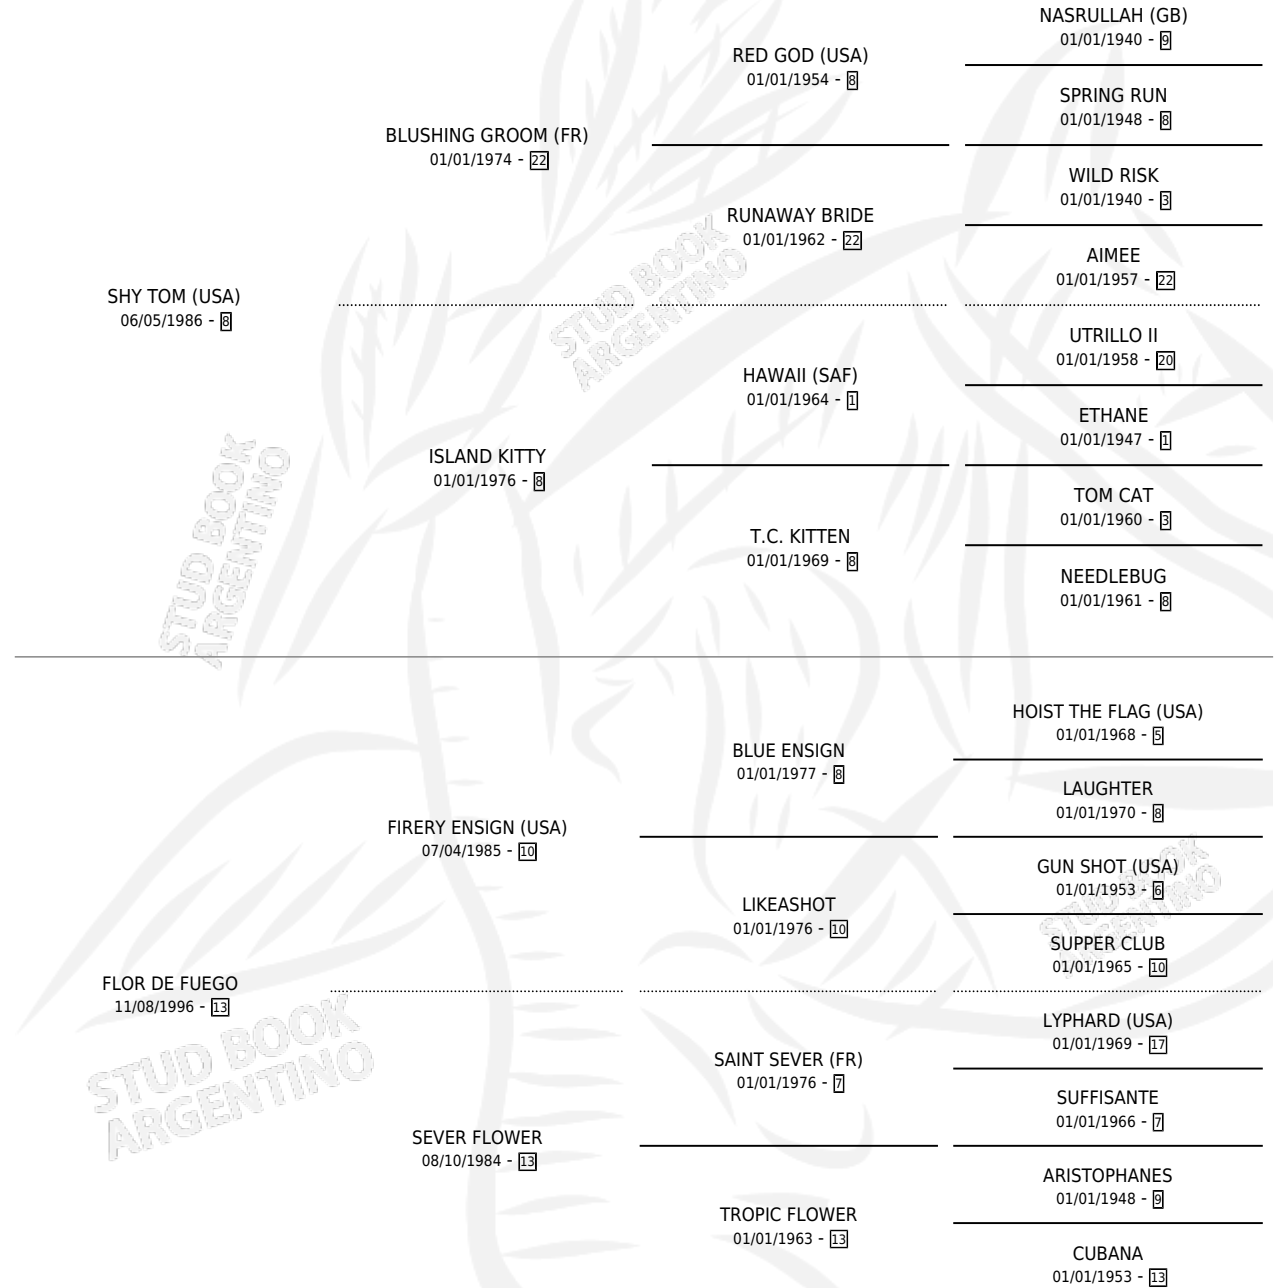 NASRULLAH (GB)
01/01/1940 - 9
RED GOD (USA)
01/01/1954 - 8
SPRING RUN
01/01/1948 - 8
BLUSHING GROOM (FR)
01/01/1974 - 22
WILD RISK
01/01/1940 - 3
RUNAWAY BRIDE
01/01/1962 - 22
AIMEE
01/01/1957 - 22
SHY TOM (USA)
06/05/1986 - 8
UTRILLO II
01/01/1958 - 20
HAWAII (SAF)
01/01/1964 - 1
ETHANE
01/01/1947 - 1
ISLAND KITTY
01/01/1976 - 8
TOM CAT
01/01/1960 - 3
T.C. KITTEN
01/01/1969 - 8
NEEDLEBUG
01/01/1961 - 8
HOIST THE FLAG (USA)
01/01/1968 - 5
BLUE ENSIGN
01/01/1977 - 8
LAUGHTER
01/01/1970 - 8
FIRERY ENSIGN (USA)
07/04/1985 - 10
GUN SHOT (USA)
01/01/1953 - 6
LIKEASHOT
01/01/1976 - 10
SUPPER CLUB
01/01/1965 - 10
FLOR DE FUEGO
11/08/1996 - 13
LYPHARD (USA)
01/01/1969 - 17
SAINT SEVER (FR)
01/01/1976 - 7
SUFFISANTE
01/01/1966 - 7
SEVER FLOWER
08/10/1984 - 13
ARISTOPHANES
01/01/1948 - 9
TROPIC FLOWER
01/01/1963 - 13
CUBANA
01/01/1953 - 13
STUD BOOK
ARGENTINO
STUD BOOK
ARGENTINO
STUD BOOK
ARGENTINO
STUD BOOK
ARGENTINO